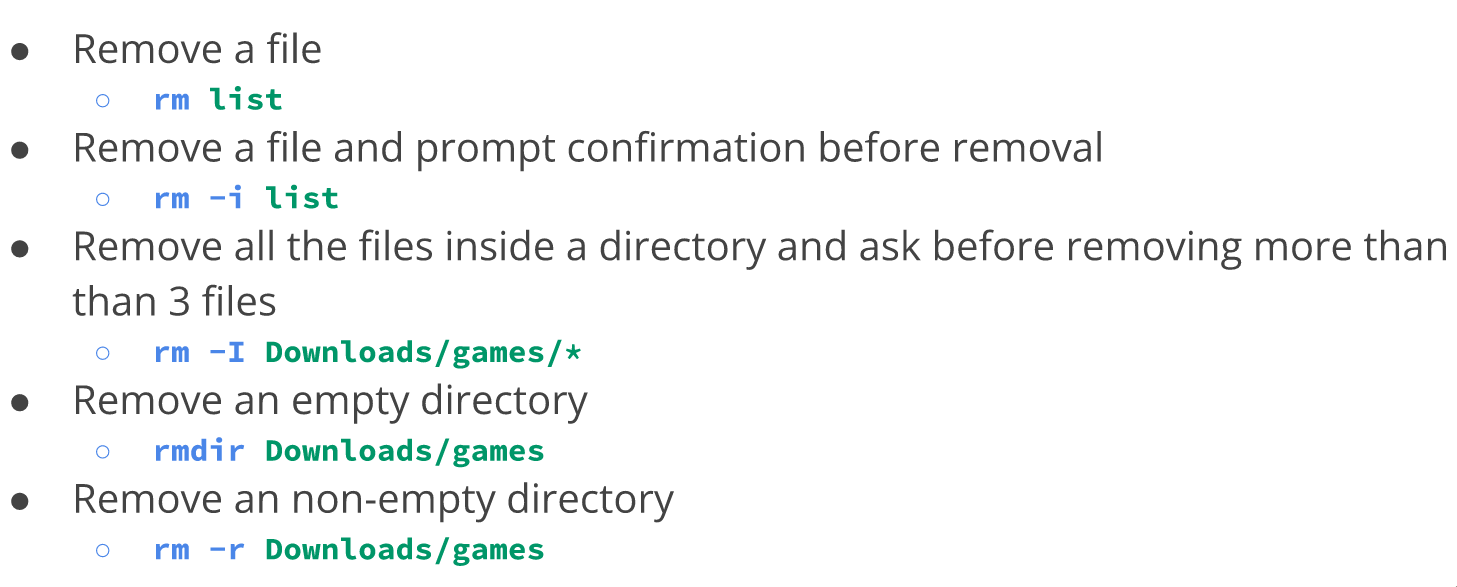 ● Remove a file
○ rm list
● Remove a file and prompt confirmation before removal
○ rm -i list
● Remove all the files inside a directory and ask before removing more than
than 3 files
○ rm -I Downloads/games/*
● Remove an empty directory
○ rmdir Downloads/games
● Remove an non-empty directory
○ rm -r Downloads/games